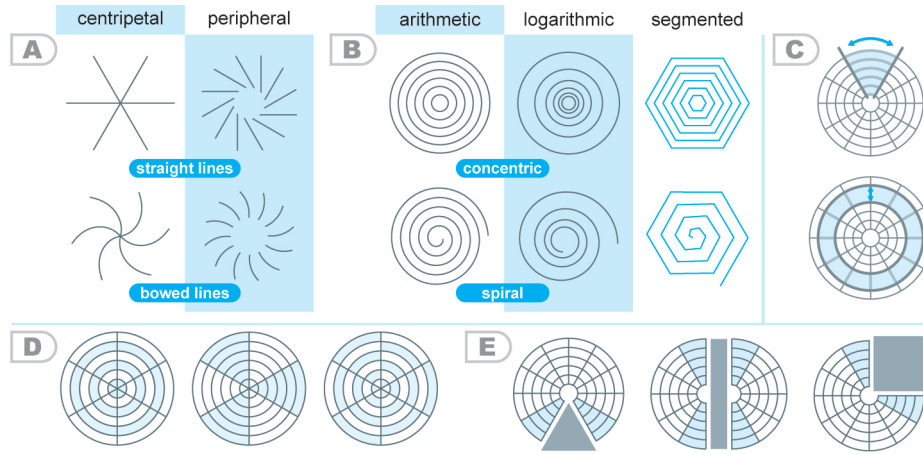 centripetal peripheral arithmetic logarithmic segmented
A B C
straight lines concentric
bowed lines spiral
D E